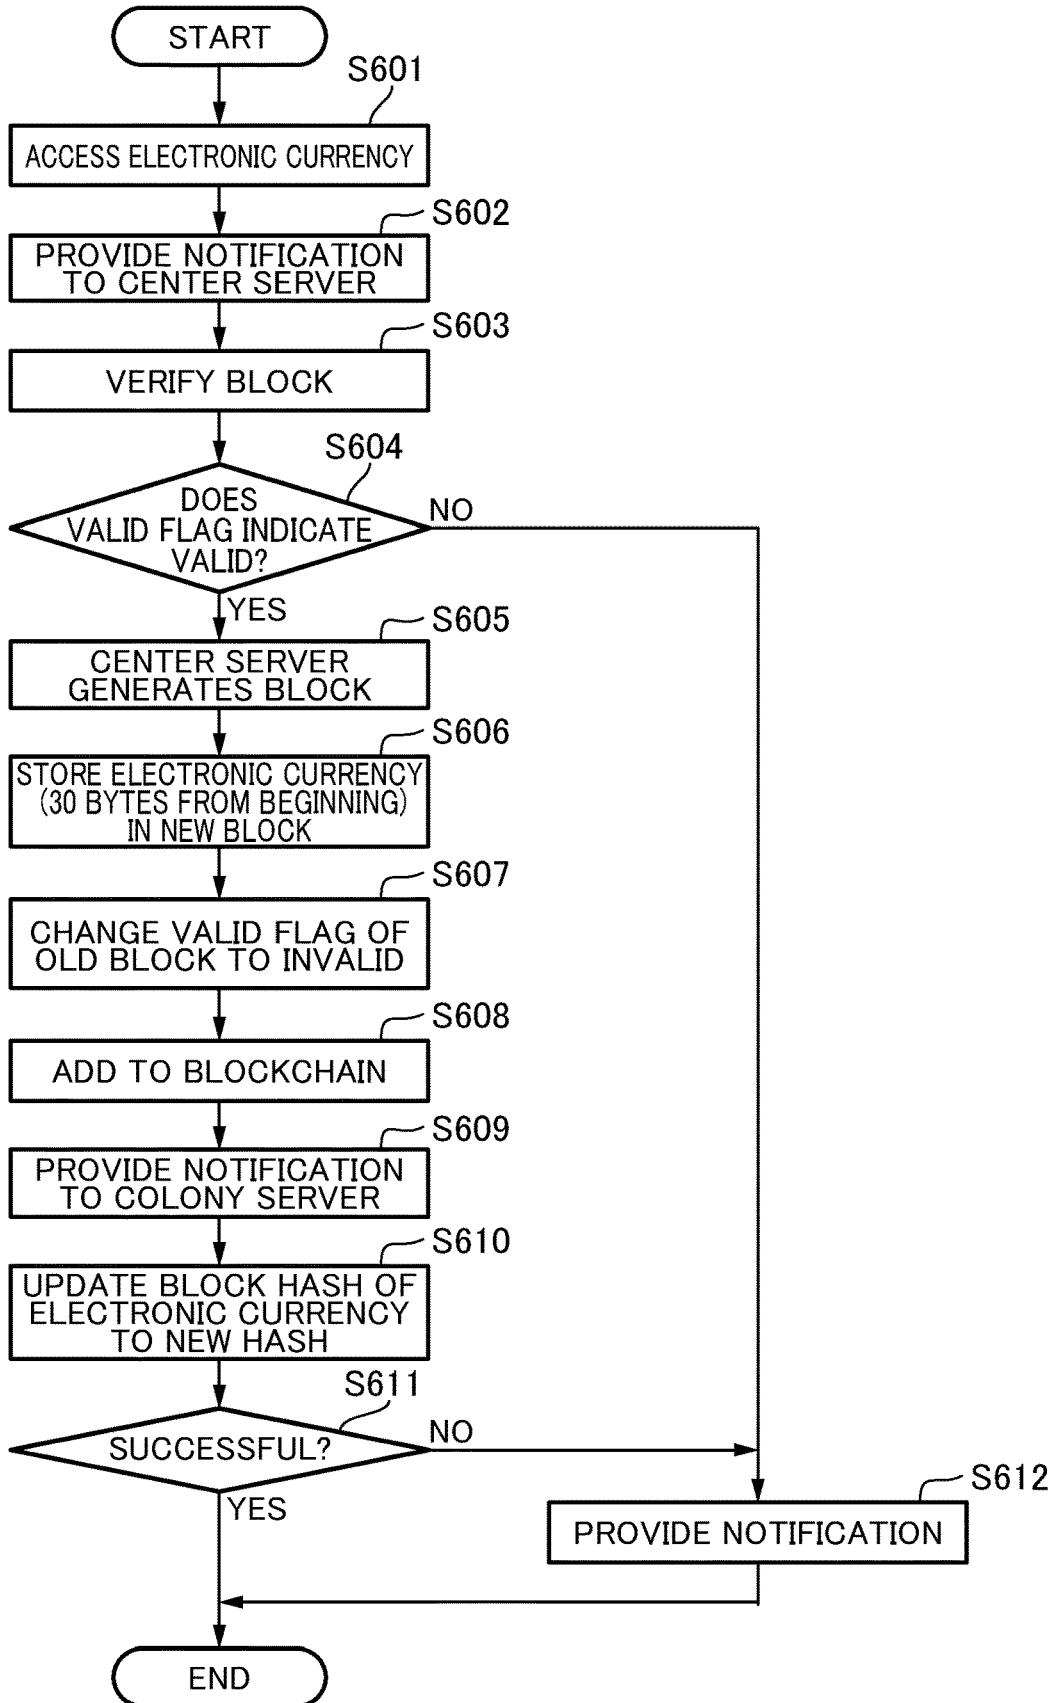 START
S601
ACCESS ELECTRONIC CURRENCY
S602
PROVIDE NOTIFICATION
TO CENTER SERVER
S603
VERIFY BLOCK
S604
DOES
VALID FLAG INDICATE
VALID?
NO
YES
S605
CENTER SERVER
GENERATES BLOCK
S606
STORE ELECTRONIC CURRENCY
(30 BYTES FROM BEGINNING)
IN NEW BLOCK
S607
CHANGE VALID FLAG OF
OLD BLOCK TO INVALID
S608
ADD TO BLOCKCHAIN
S609
PROVIDE NOTIFICATION
TO COLONY SERVER
S610
UPDATE BLOCK HASH OF
ELECTRONIC CURRENCY
TO NEW HASH
S611
SUCCESSFUL?
NO
YES
S612
PROVIDE NOTIFICATION
END